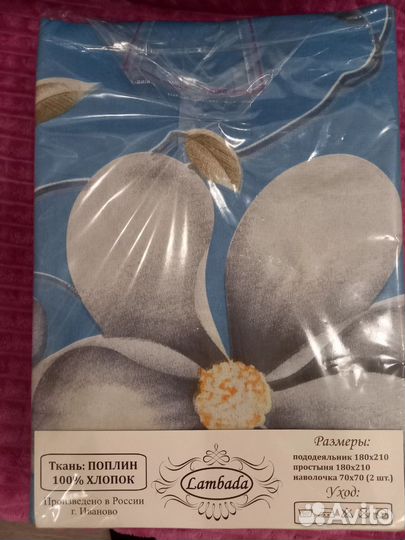 Ткань: ПОПЛИН
100% ХЛОПОК
Произведено в России
г. Иваново
Lambada
Размеры:
пододеяльник 180х210
простыня 180х210
наволочка 70х70 (2 шт.)
Уход:
Avito